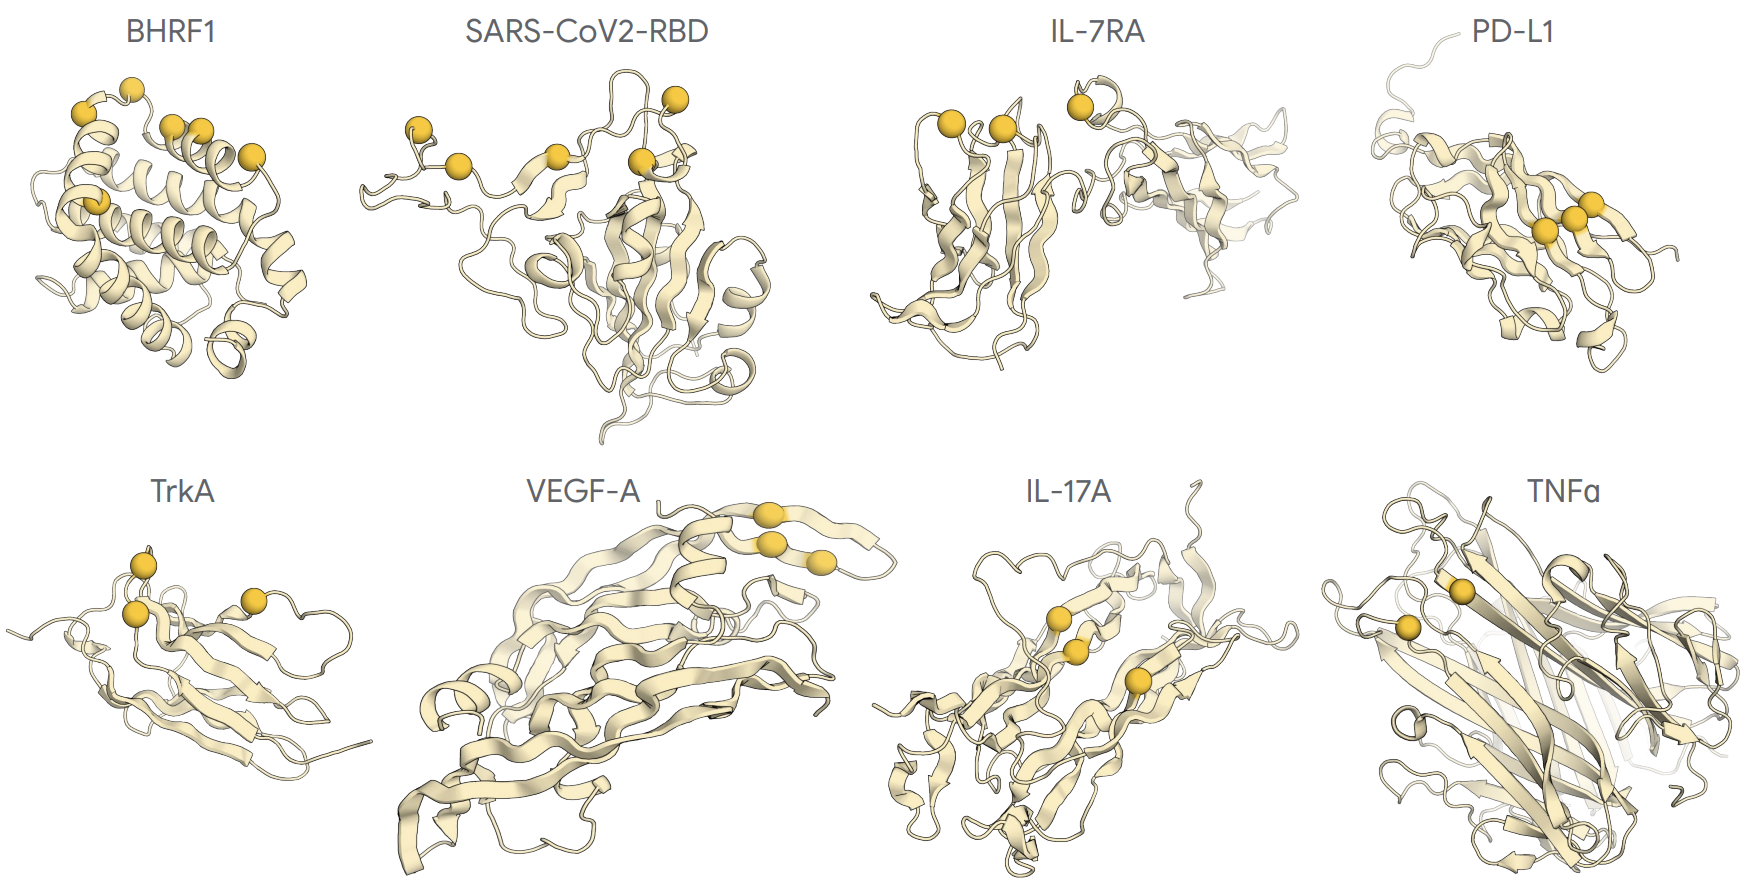 BHRF1
SARS-CoV2-RBD
IL-7RA
PD-L1
TrkA
VEGF-A
IL-17A
TNFα